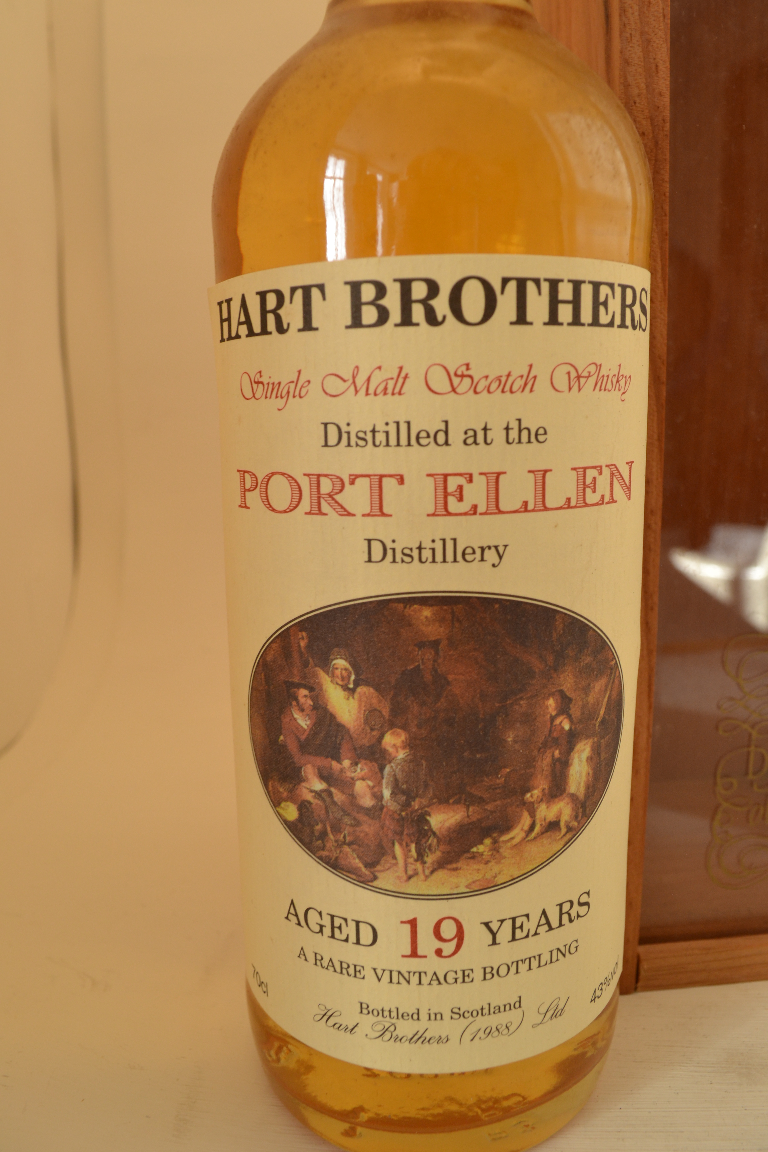 HART BROTHERS
Single Malt Scotch Whisky
Distilled at the
PORT ELLEN
Distillery
AGED 19 YEARS
A RARE VINTAGE BOTTLING
70cl
43%vol
Bottled in Scotland
Hart Brothers (1988) Ltd